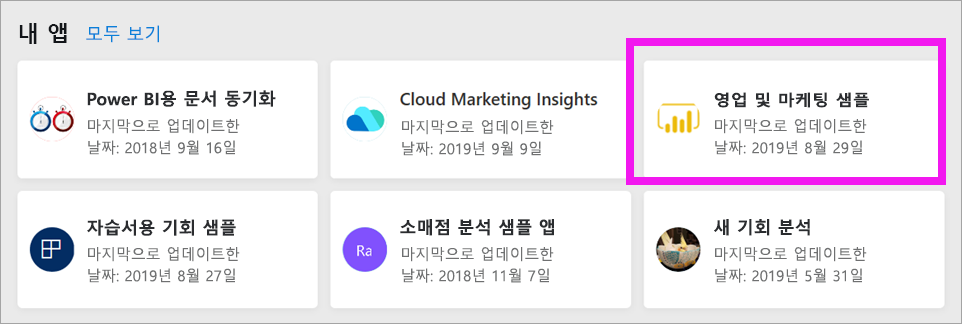 내 앱 모두 보기
Power BI용 문서 동기화
마지막으로 업데이트한
날짜: 2018년 9월 16일
Cloud Marketing Insights
마지막으로 업데이트한
날짜: 2019년 9월 9일
영업 및 마케팅 샘플
마지막으로 업데이트한
날짜: 2019년 8월 29일
자습서용 기회 샘플
마지막으로 업데이트한
날짜: 2019년 8월 27일
Ra
소매점 분석 샘플 앱
마지막으로 업데이트한
날짜: 2018년 11월 7일
새 기회 분석
마지막으로 업데이트한
날짜: 2019년 5월 31일